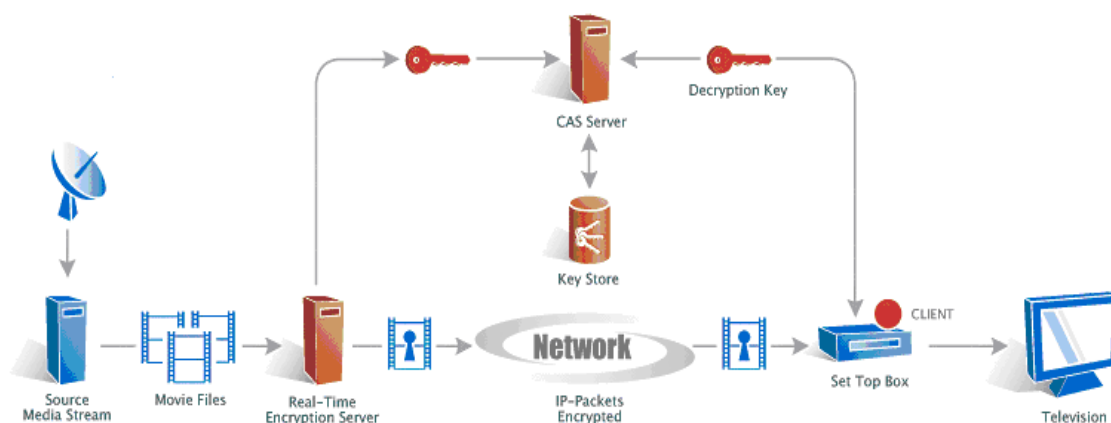 Decryption Key
CAS Server
Key Store
CLIENT
Network
Source
Media Stream
Movie Files
Real-Time
Encryption Server
IP-Packets
Encrypted
Set Top Box
Television